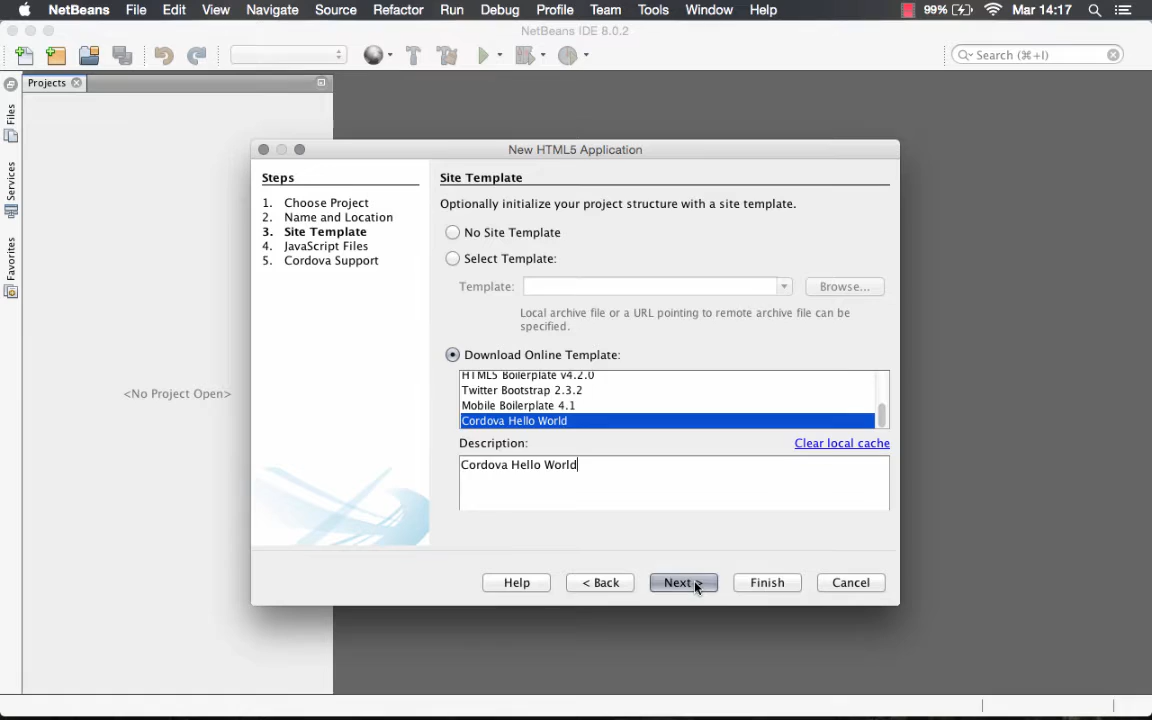 NetBeans File Edit View Navigate Source Refactor Run Debug Profile Team Tools Window Help 99% Mar 14:17
NetBeans IDE 8.0.2
Search (⌘+I)
Projects
Files
Services
Favorites
<No Project Open>
New HTML5 Application
Steps
1. Choose Project
2. Name and Location
3. Site Template
4. JavaScript Files
5. Cordova Support
Site Template
Optionally initialize your project structure with a site template.
No Site Template
Select Template:
Template: Browse...
Local archive file or a URL pointing to remote archive file can be
specified.
Download Online Template:
HTML5 Boilerplate v4.2.0
Twitter Bootstrap 2.3.2
Mobile Boilerplate 4.1
Cordova Hello World
Description: Clear local cache
Cordova Hello World
Help < Back Next > Finish Cancel